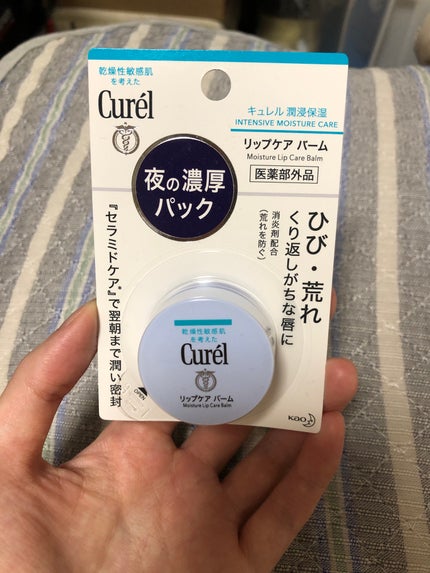 乾燥性敏感肌
を考えた
Curél
キュレル 潤浸保湿
INTENSIVE MOISTURE CARE
リップケア バーム
Moisture Lip Care Balm
医薬部外品
夜の濃厚
パック
ひび・荒れ
くり返しがちな唇に
消炎剤配合
(荒れを防ぐ)
『セラミドケア』で翌朝まで潤い密封
乾燥性敏感肌
を考えた
Curél
リップケア バーム
Moisture Lip Care Balm
OPEN
Kao